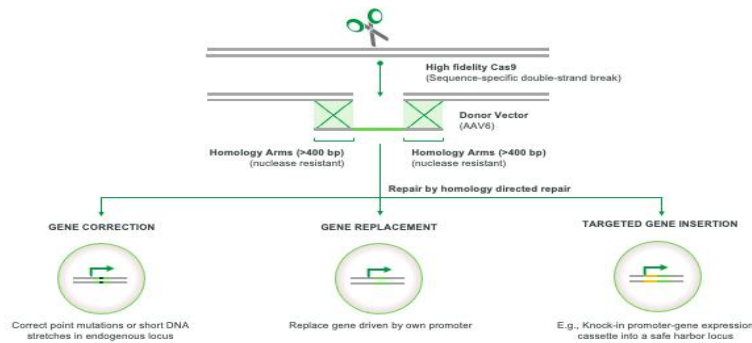 High fidelity Cas9
(Sequence-specific double-strand break)
Donor Vector
(AAV6)
Homology Arms (>400 bp)
(nuclease resistant)
Homology Arms (>400 bp)
(nuclease resistant)
Repair by homology directed repair
GENE CORRECTION
GENE REPLACEMENT
TARGETED GENE INSERTION
Correct point mutations or short DNA
stretches in endogenous locus
Replace gene driven by own promoter
E.g., Knock-in promoter-gene expression
cassette into a safe harbor locus